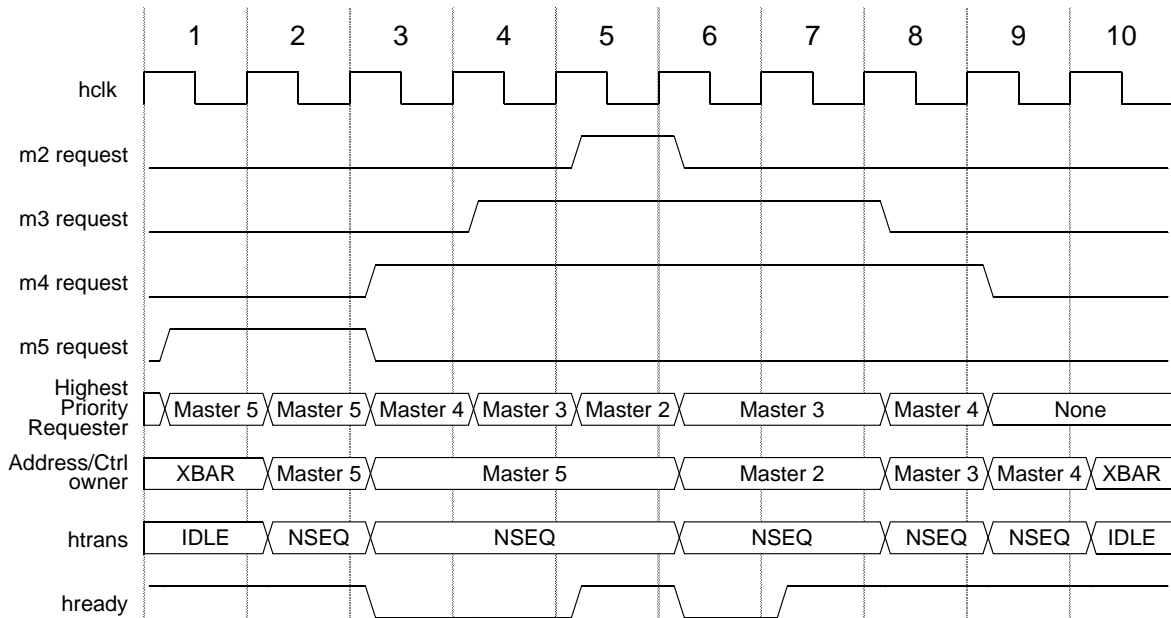 1 2 3 4 5 6 7 8 9 10
hclk
m2 request
m3 request
m4 request
m5 request
Highest
Priority
Requester
Master 5 Master 5 Master 4 Master 3 Master 2 Master 3 Master 4 None
Address/Ctrl
owner
XBAR Master 5 Master 5 Master 2 Master 3 Master 4 XBAR
htrans IDLE NSEQ NSEQ NSEQ NSEQ NSEQ IDLE
hready